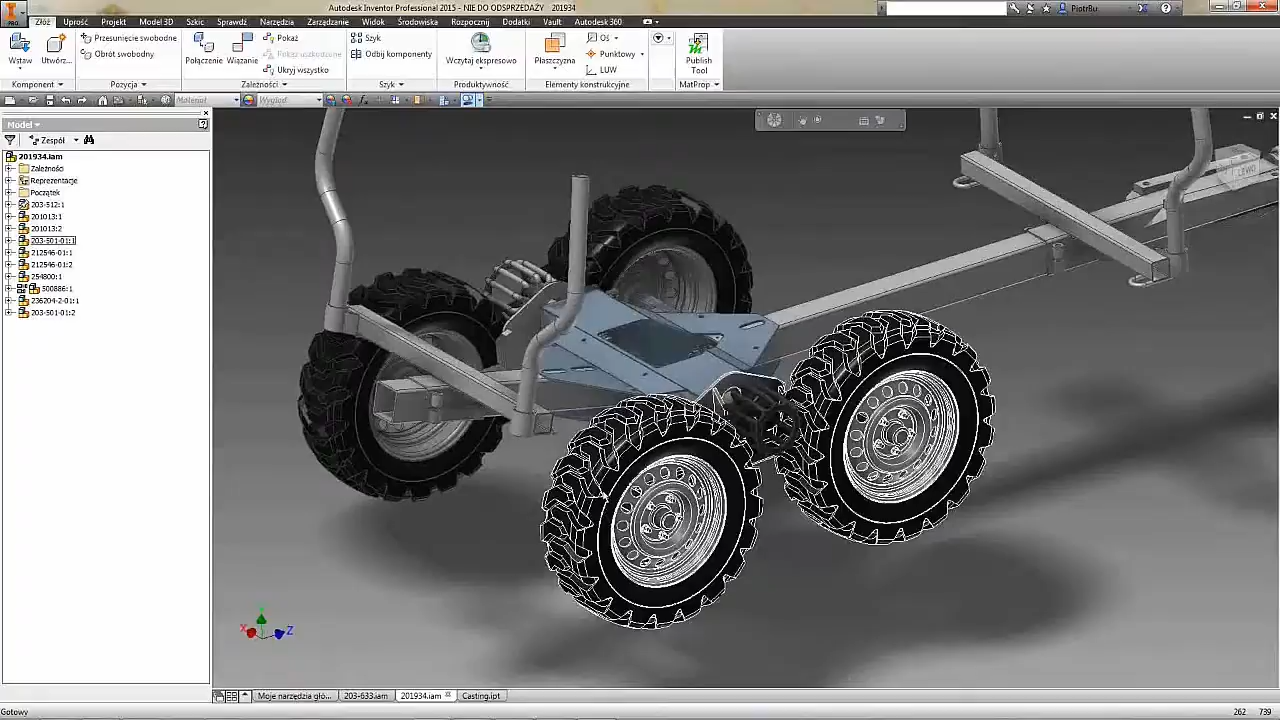 Autodesk Inventor Professional 2015 - NIE DO ODSPRZEDAŻY 201934
PiotrBu
PRO
Złóż Uprość Projekt Model 3D Szkic Sprawdź Narzędzia Zarządzanie Widok Środowiska Rozpocznij Dodatki Vault Autodesk 360
Wstaw
Utwórz...
Przesunięcie swobodne
Obrót swobodny
Połączenie
Wiązanie
Pokaż
Pokaż uszkodzone
Ukryj wszystko
Szyk
Odbij komponenty
Wczytaj ekspresowo
Płaszczyzna
Oś
Punktowy
LUW
Publish Tool
Komponent
Pozycja
Zależności
Szyk
Produktywność
Elementy konstrukcyjne
MatProp
Materiał
Wygląd
Model
Zespół
201934.iam
Zależności
Reprezentacje
Początek
203-512:1
201013:1
201013:2
203-501-01:1
212546-01:1
212546-01:2
254800:1
500886:1
236204-2-01:1
203-501-01:2
X
Z
Moje narzędzia głó...
203-633.iam
201934.iam
Casting.ipt
Gotowy
262 739